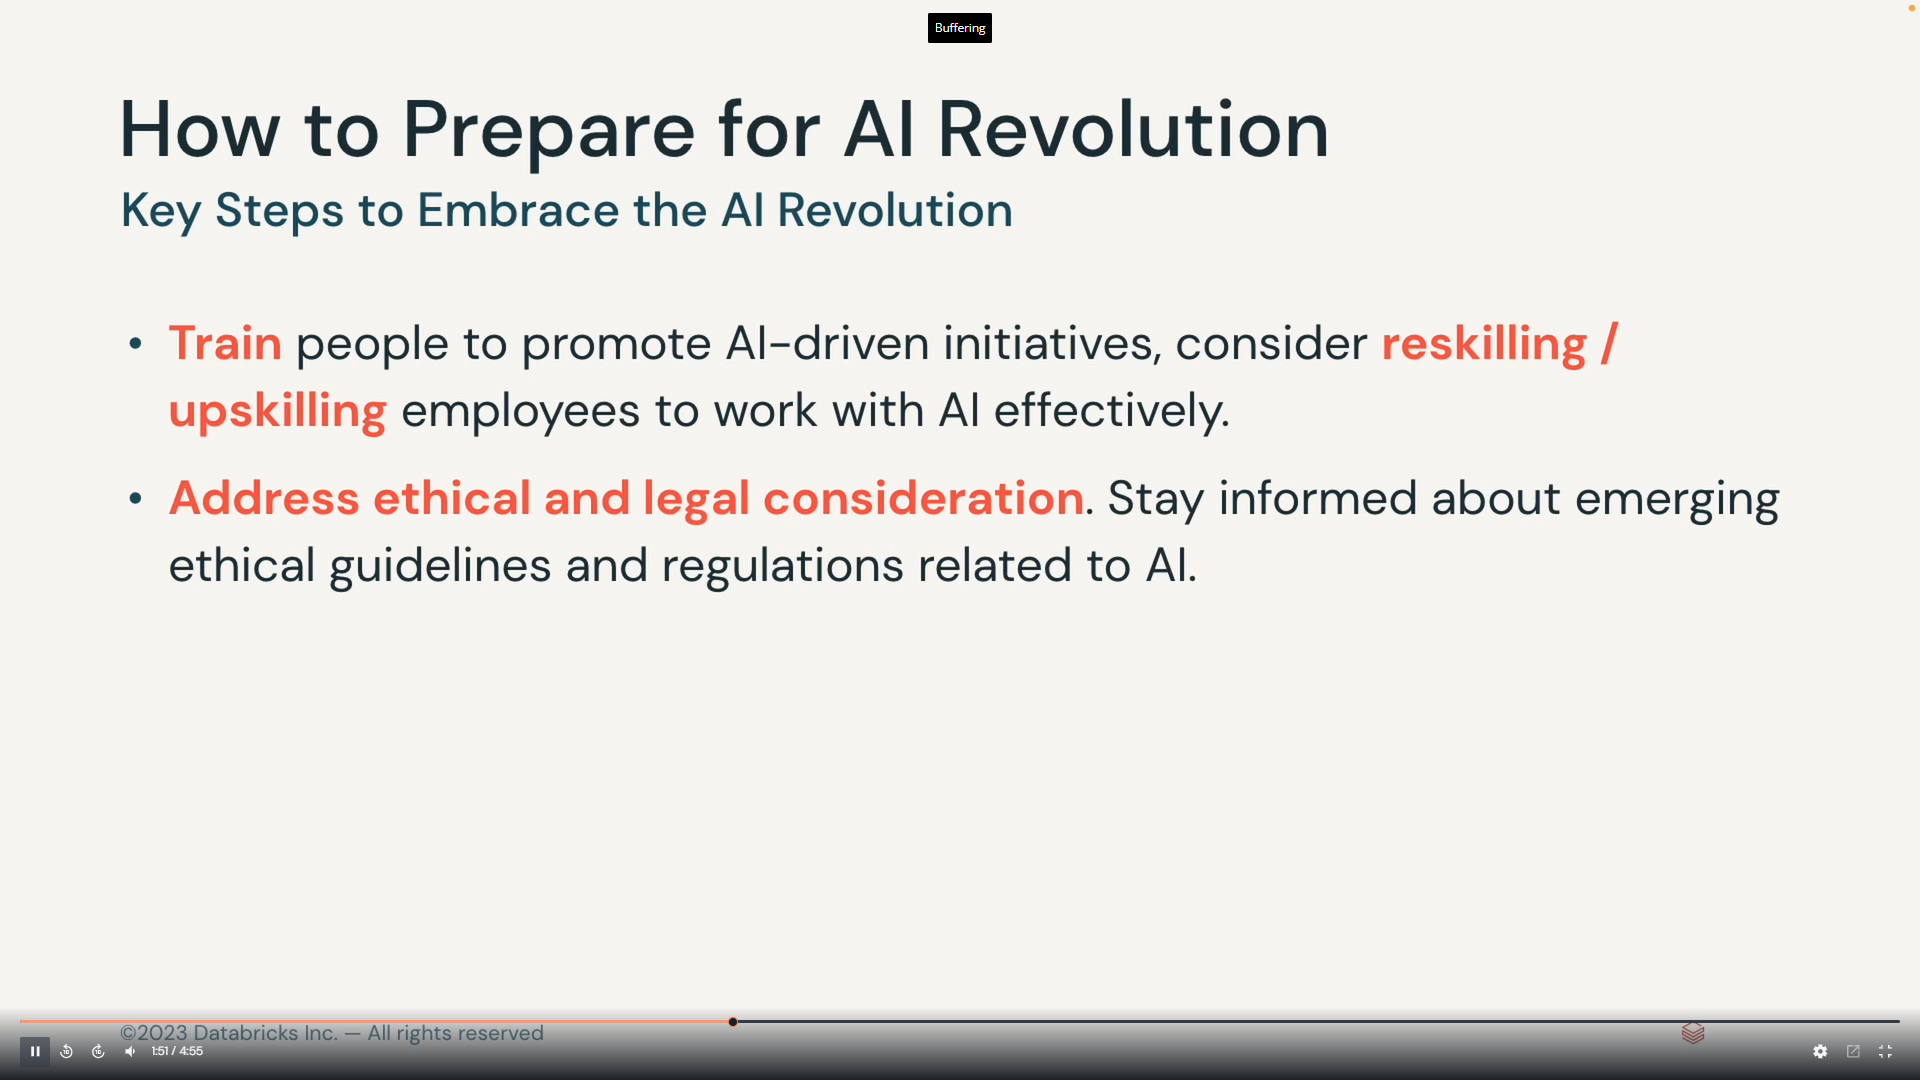 Buffering
How to Prepare for AI Revolution
Key Steps to Embrace the AI Revolution
• Train people to promote AI-driven initiatives, consider reskilling /
upskilling employees to work with AI effectively.
• Address ethical and legal consideration. Stay informed about emerging
ethical guidelines and regulations related to AI.
©2023 Databricks Inc. — All rights reserved
10 10 1:51 / 4:55